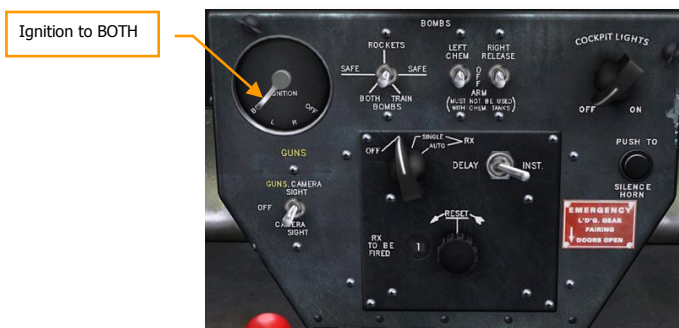 Ignition to BOTH
BOMBS
ROCKETS
SAFE
SAFE
BOTH TRAIN
BOMBS
LEFT
CHEM.
RIGHT
RELEASE
OFF
ARM
(MUST NOT BE USED)
(WITH CHEM. TANKS)
COCKPIT LIGHTS
OFF
ON
IGNITION
OFF
L
R
GUNS
GUNS, CAMERA
SIGHT
OFF
CAMERA
SIGHT
OFF
SINGLE
AUTO
RX
DELAY
INST.
RESET
RX
TO BE
FIRED
1
PUSH TO
SILENCE
HORN
EMERGENCY
L'D'G. GEAR
FAIRING
DOORS OPEN